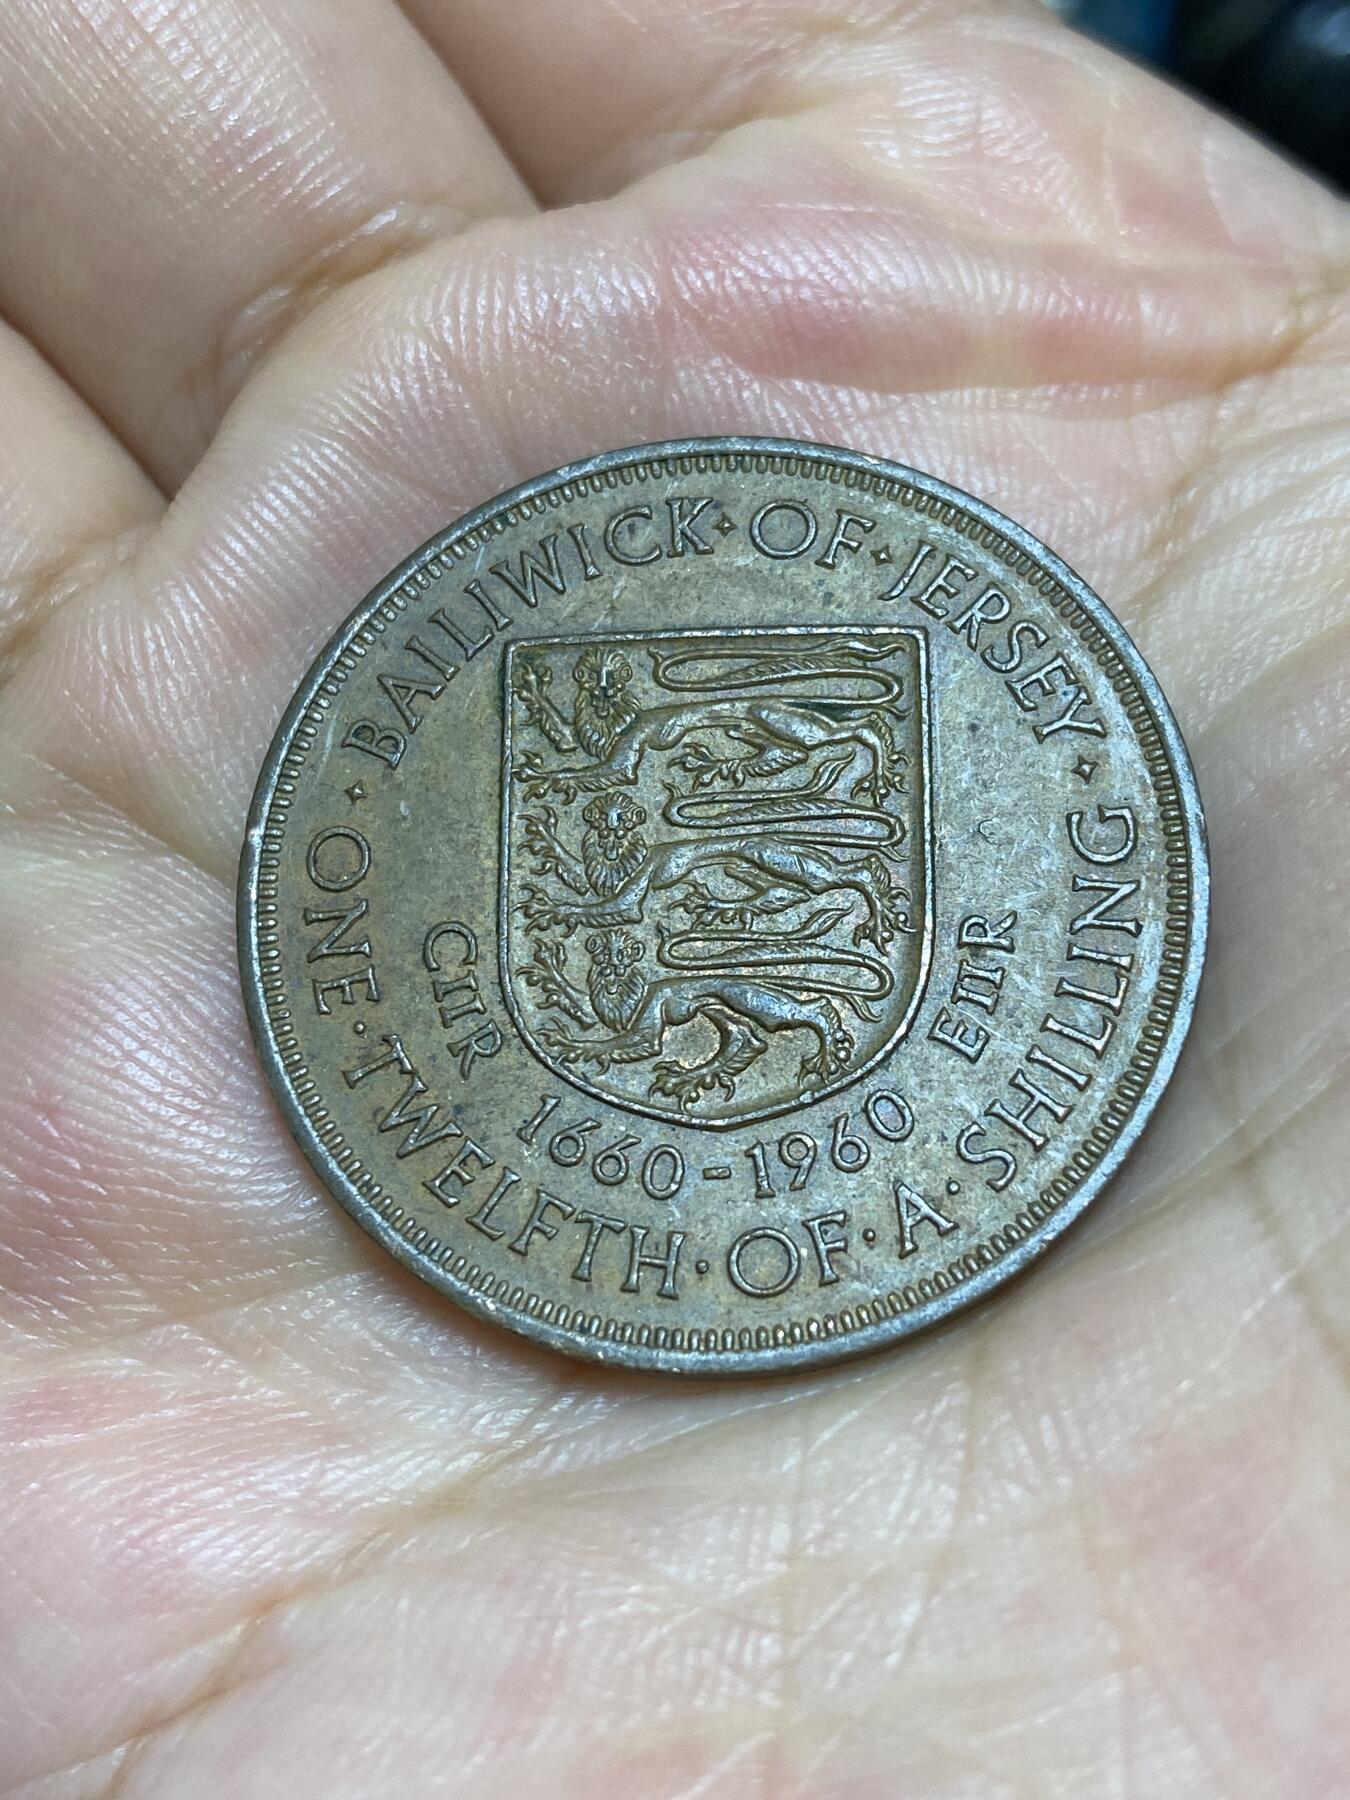 BAILIWICK · OF · JERSEY ·
ONE · TWELFTH · OF · A · SHILLING
CIIR EIIR
1660-1960